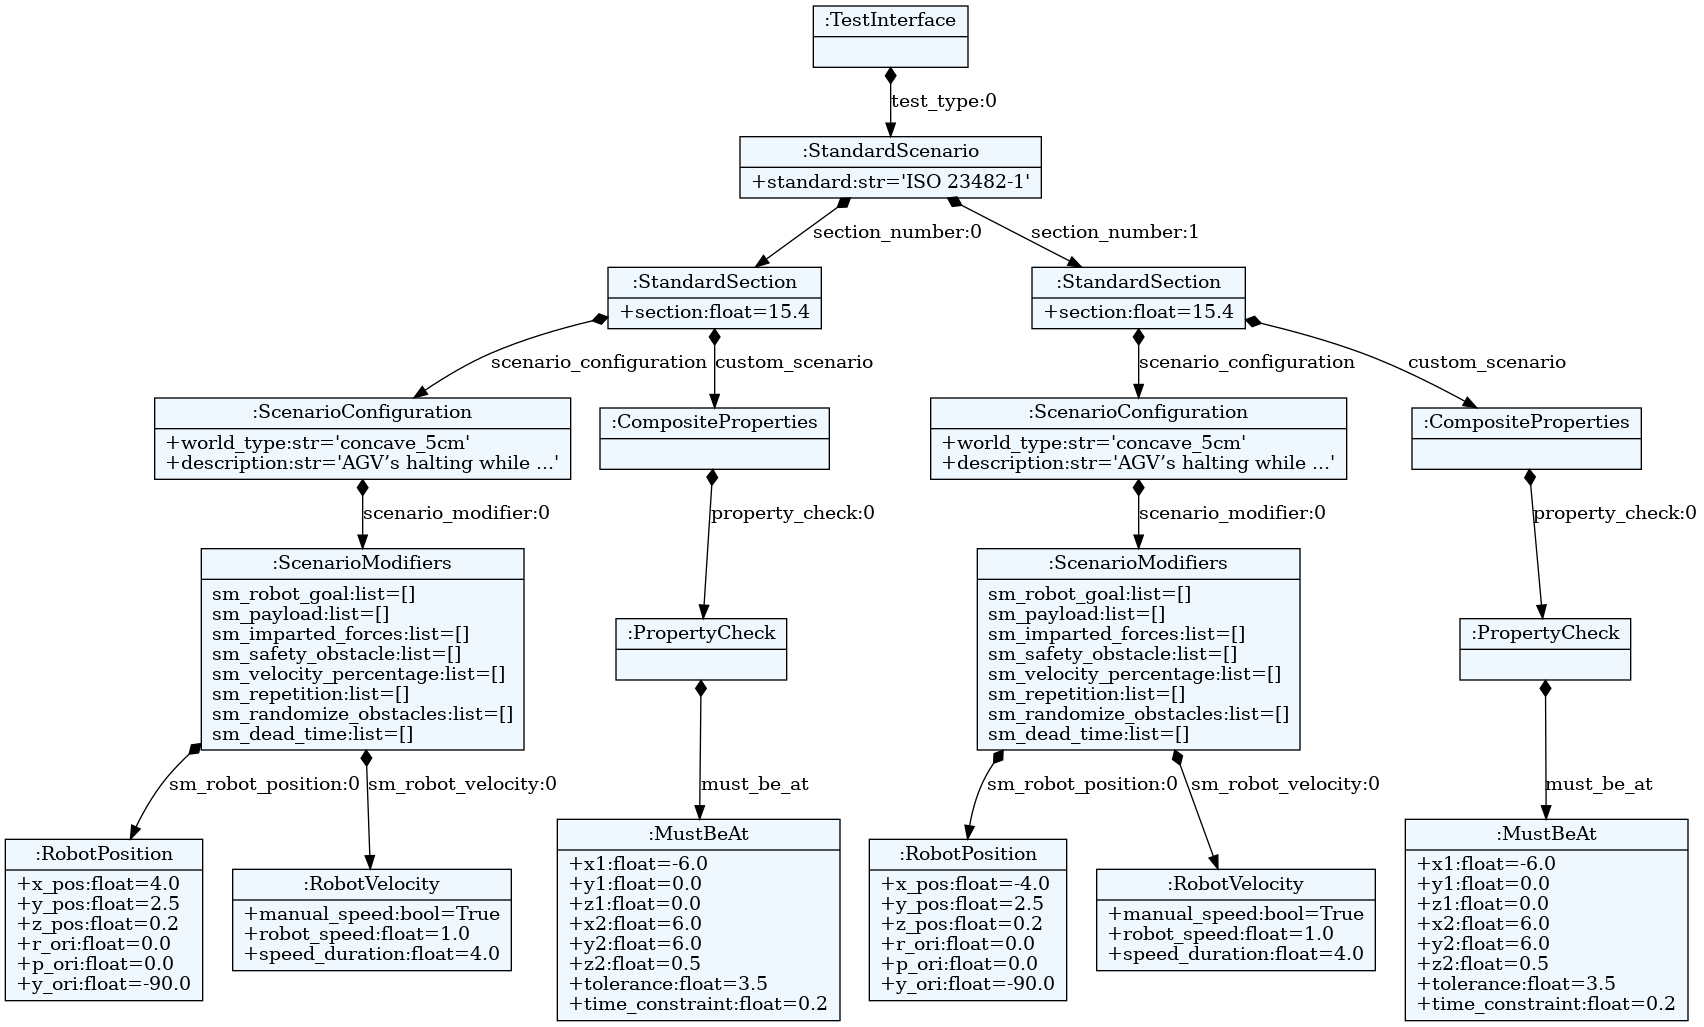 :TestInterface
test_type:0
:StandardScenario
+standard:str='ISO 23482-1'
section_number:0
section_number:1
:StandardSection
+section:float=15.4
:StandardSection
+section:float=15.4
scenario_configuration
custom_scenario
scenario_configuration
custom_scenario
:ScenarioConfiguration
+world_type:str='concave_5cm'
+description:str='AGV’s halting while ...'
:CompositeProperties
:ScenarioConfiguration
+world_type:str='concave_5cm'
+description:str='AGV’s halting while ...'
:CompositeProperties
scenario_modifier:0
property_check:0
scenario_modifier:0
property_check:0
:ScenarioModifiers
sm_robot_goal:list=[]
sm_payload:list=[]
sm_imparted_forces:list=[]
sm_safety_obstacle:list=[]
sm_velocity_percentage:list=[]
sm_repetition:list=[]
sm_randomize_obstacles:list=[]
sm_dead_time:list=[]
:PropertyCheck
:ScenarioModifiers
sm_robot_goal:list=[]
sm_payload:list=[]
sm_imparted_forces:list=[]
sm_safety_obstacle:list=[]
sm_velocity_percentage:list=[]
sm_repetition:list=[]
sm_randomize_obstacles:list=[]
sm_dead_time:list=[]
:PropertyCheck
sm_robot_position:0
sm_robot_velocity:0
must_be_at
sm_robot_position:0
sm_robot_velocity:0
must_be_at
:RobotPosition
+x_pos:float=4.0
+y_pos:float=2.5
+z_pos:float=0.2
+r_ori:float=0.0
+p_ori:float=0.0
+y_ori:float=-90.0
:RobotVelocity
+manual_speed:bool=True
+robot_speed:float=1.0
+speed_duration:float=4.0
:MustBeAt
+x1:float=-6.0
+y1:float=0.0
+z1:float=0.0
+x2:float=6.0
+y2:float=6.0
+z2:float=0.5
+tolerance:float=3.5
+time_constraint:float=0.2
:RobotPosition
+x_pos:float=-4.0
+y_pos:float=2.5
+z_pos:float=0.2
+r_ori:float=0.0
+p_ori:float=0.0
+y_ori:float=-90.0
:RobotVelocity
+manual_speed:bool=True
+robot_speed:float=1.0
+speed_duration:float=4.0
:MustBeAt
+x1:float=-6.0
+y1:float=0.0
+z1:float=0.0
+x2:float=6.0
+y2:float=6.0
+z2:float=0.5
+tolerance:float=3.5
+time_constraint:float=0.2